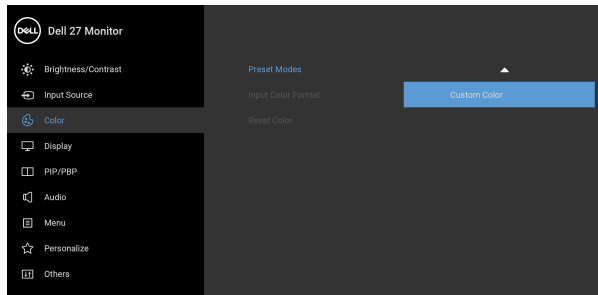 DELL Dell 27 Monitor
Brightness/Contrast
Input Source
Color
Display
PIP/PBP
Audio
Menu
Personalize
Others
Preset Modes
Input Color Format
Reset Color
Custom Color